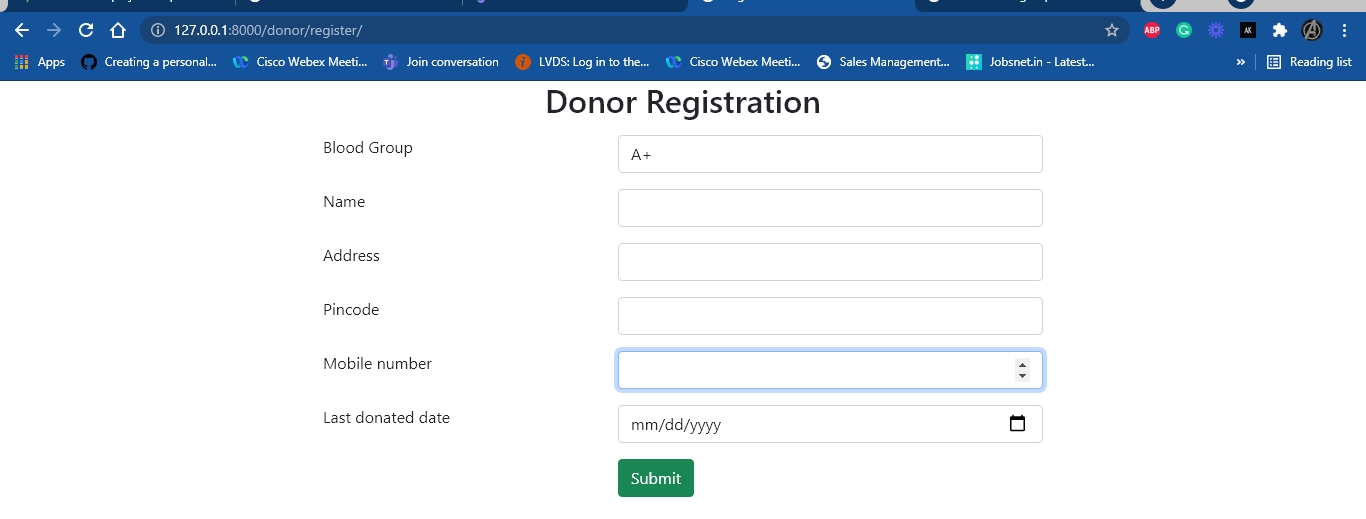 127.0.0.1:8000/donor/register/
ABP
AK
Apps
Creating a personal...
Cisco Webex Meeti...
Join conversation
LVDS: Log in to the...
Cisco Webex Meeti...
Sales Management...
Jobsnet.in - Latest...
»
Reading list
Donor Registration
Blood Group
A+
Name
Address
Pincode
Mobile number
Last donated date
mm/dd/yyyy
Submit